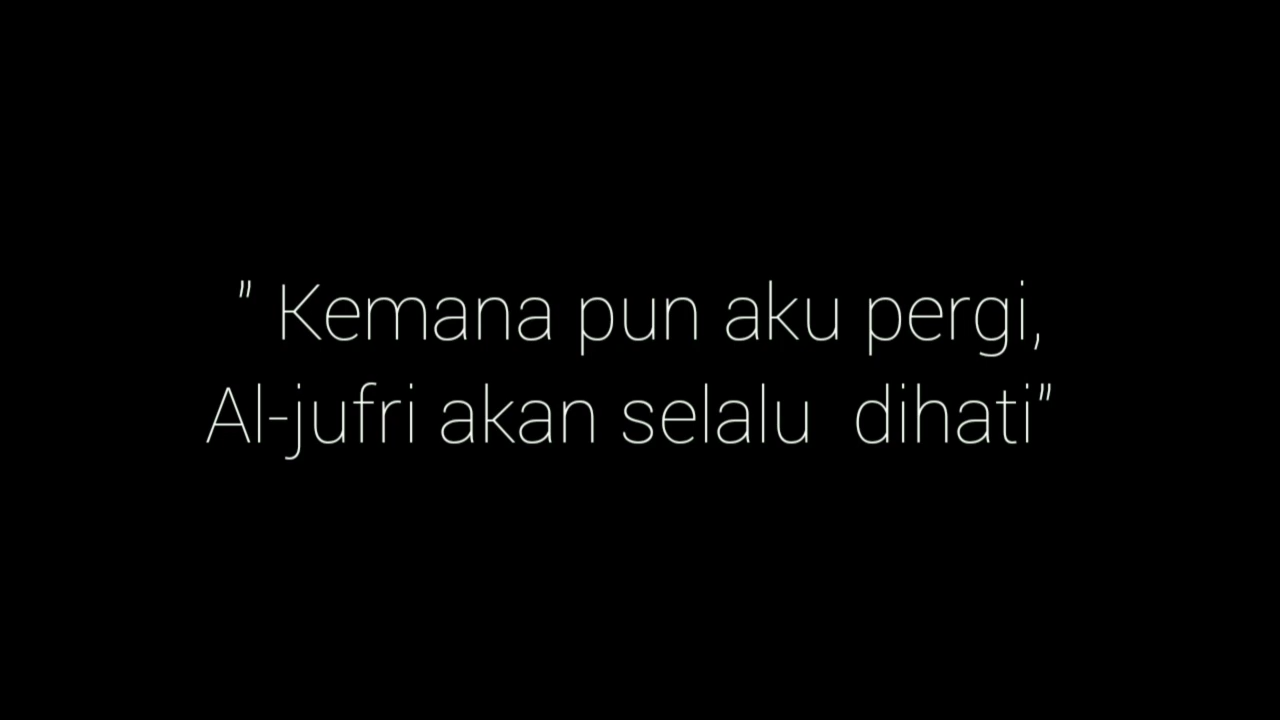 " Kemana pun aku pergi,
Al-jufri akan selalu  dihati"